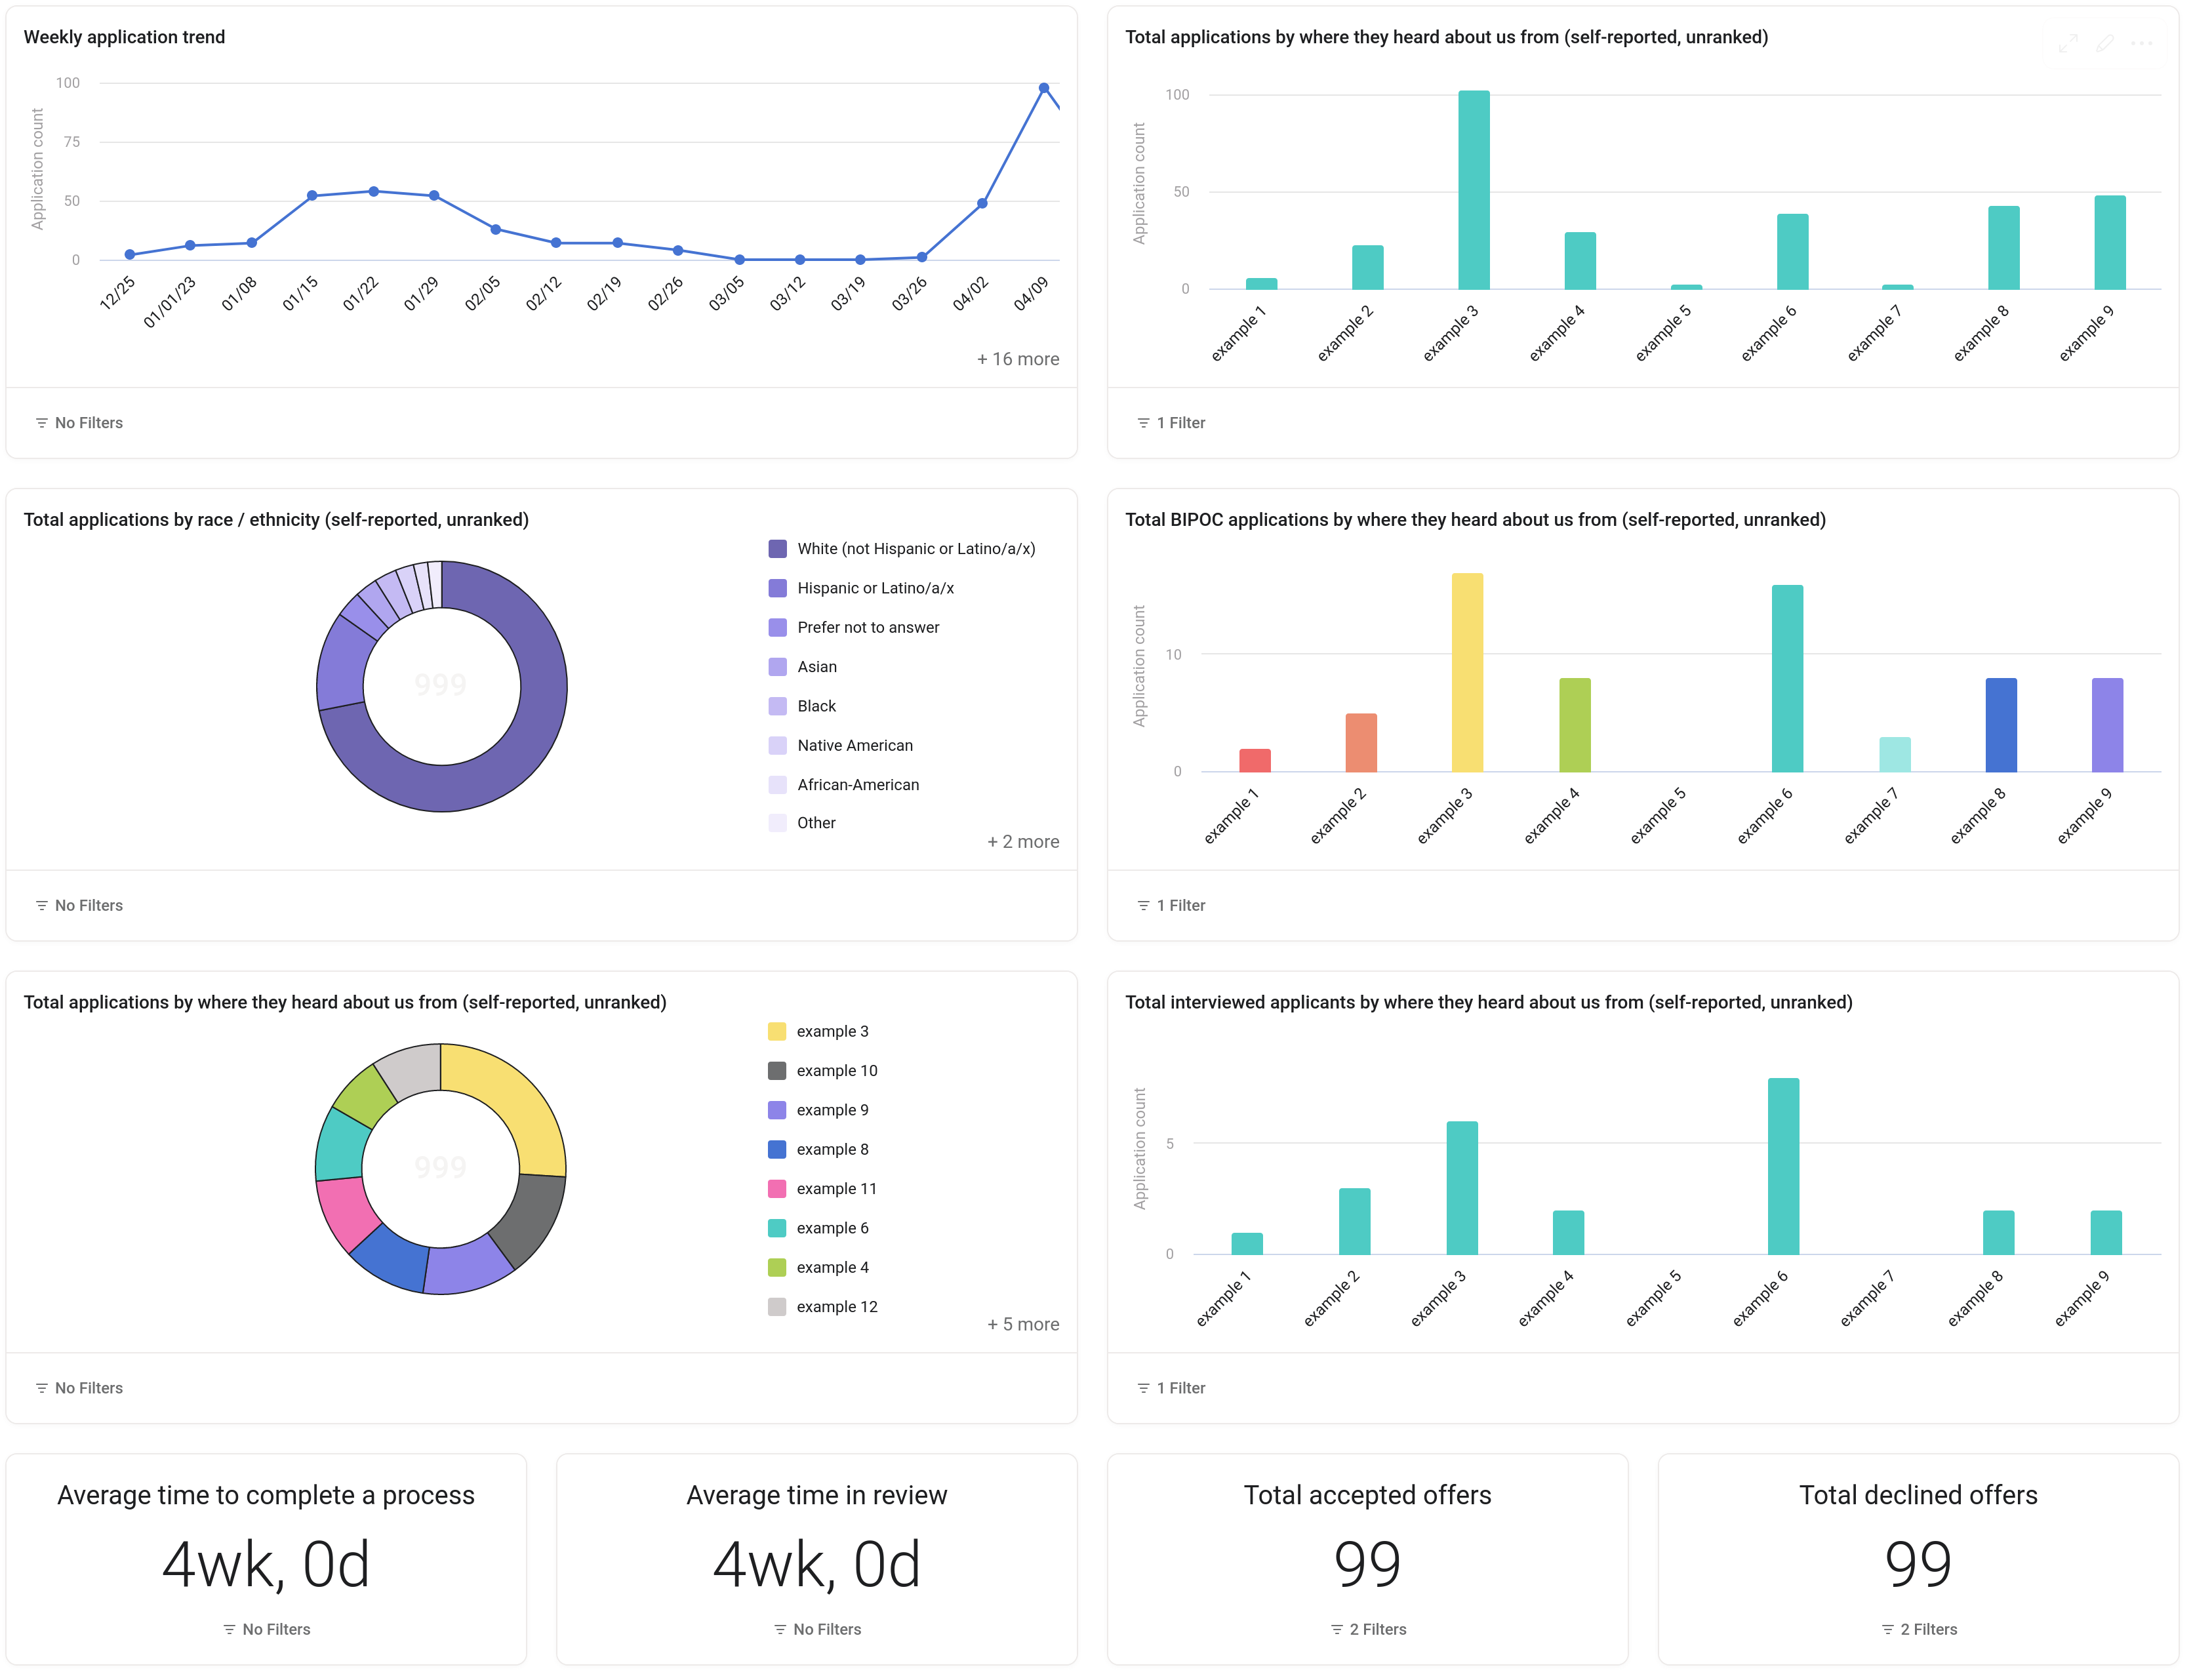 Weekly application trend
Application count
100
75
50
0
12/25
01/01/23
01/08
01/15
01/22
01/29
02/05
02/12
02/19
02/26
03/05
03/12
03/19
03/26
04/02
04/09
+ 16 more
No Filters
Total applications by where they heard about us from (self-reported, unranked)
Application count
100
50
0
example 1
example 2
example 3
example 4
example 5
example 6
example 7
example 8
example 9
1 Filter
Total applications by race / ethnicity (self-reported, unranked)
999
White (not Hispanic or Latino/a/x)
Hispanic or Latino/a/x
Prefer not to answer
Asian
Black
Native American
African-American
Other
+ 2 more
No Filters
Total BIPOC applications by where they heard about us from (self-reported, unranked)
Application count
10
0
example 1
example 2
example 3
example 4
example 5
example 6
example 7
example 8
example 9
1 Filter
Total applications by where they heard about us from (self-reported, unranked)
999
example 3
example 10
example 9
example 8
example 11
example 6
example 4
example 12
+ 5 more
No Filters
Total interviewed applicants by where they heard about us from (self-reported, unranked)
Application count
5
0
example 1
example 2
example 3
example 4
example 5
example 6
example 7
example 8
example 9
1 Filter
Average time to complete a process
4wk, 0d
No Filters
Average time in review
4wk, 0d
No Filters
Total accepted offers
99
2 Filters
Total declined offers
99
2 Filters